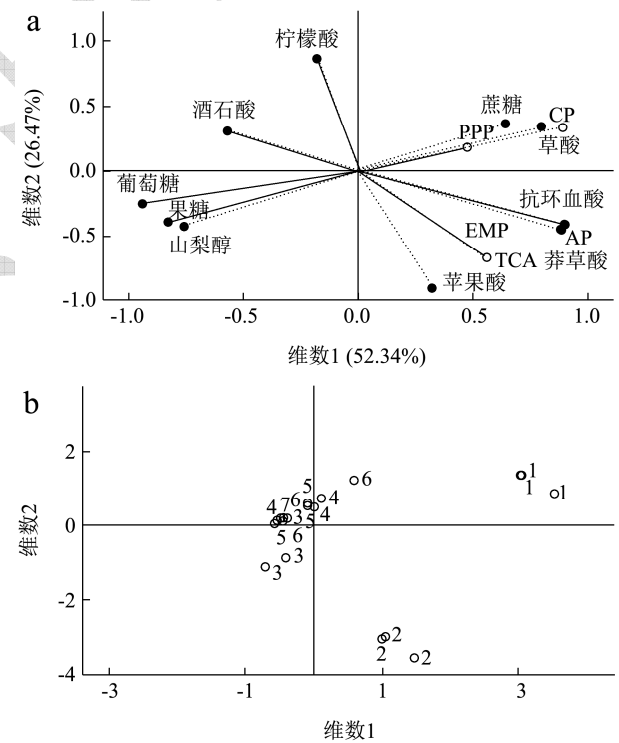 a
柠檬酸
1.0
蔗糖
CP
酒石酸
0.5
PPP
草酸
维数2 (26.47%)
0.0
葡萄糖
抗环血酸
果糖
EMP
AP
-0.5
山梨醇
TCA
莽草酸
苹果酸
-1.0
-1.0
-0.5
0.0
0.5
1.0
维数1 (52.34%)
b
2
5
6
1
4
7
6
4
1
1
3
5
4
维数2
0
5
6
3
3
-2
2
2
2
-4
-3
-1
1
3
维数1